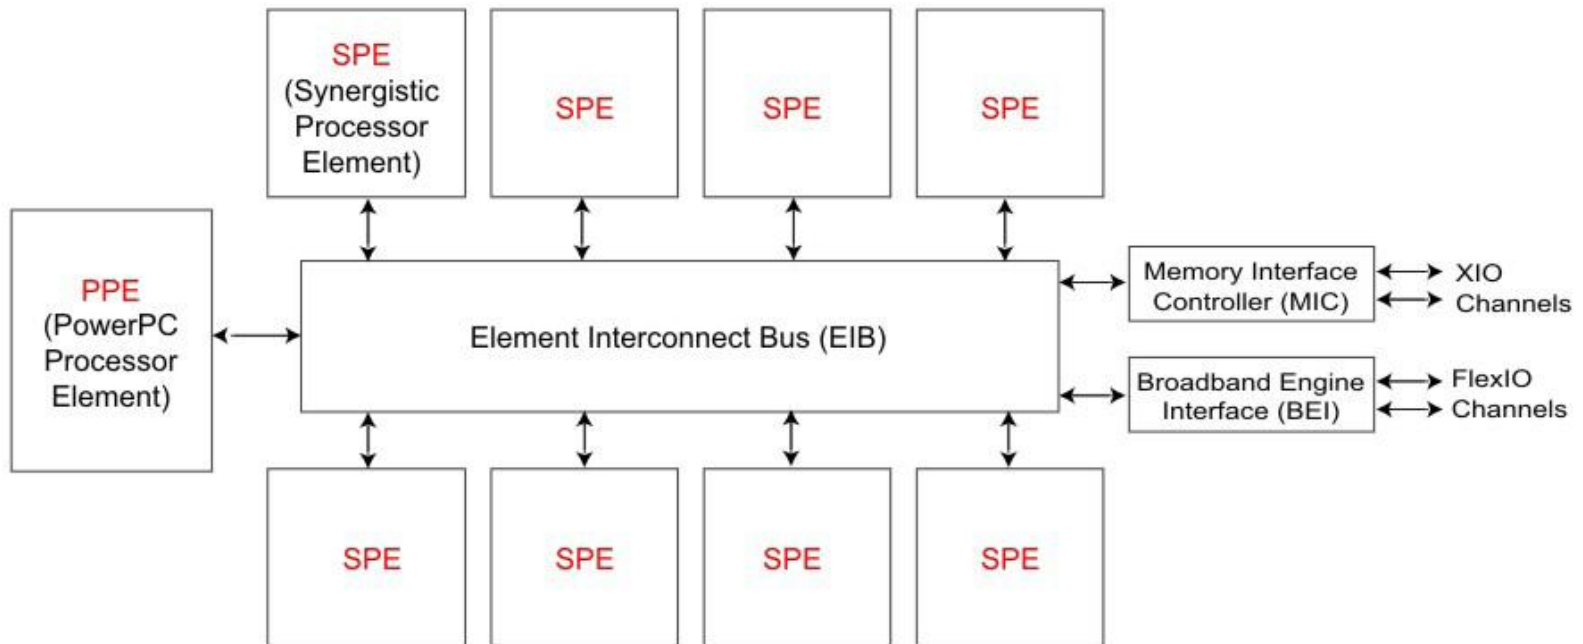 SPE
(Synergistic
Processor
Element)
SPE
SPE
SPE
PPE
(PowerPC
Processor
Element)
Element Interconnect Bus (EIB)
Memory Interface
Controller (MIC)
XIO
Channels
Broadband Engine
Interface (BEI)
FlexIO
Channels
SPE
SPE
SPE
SPE